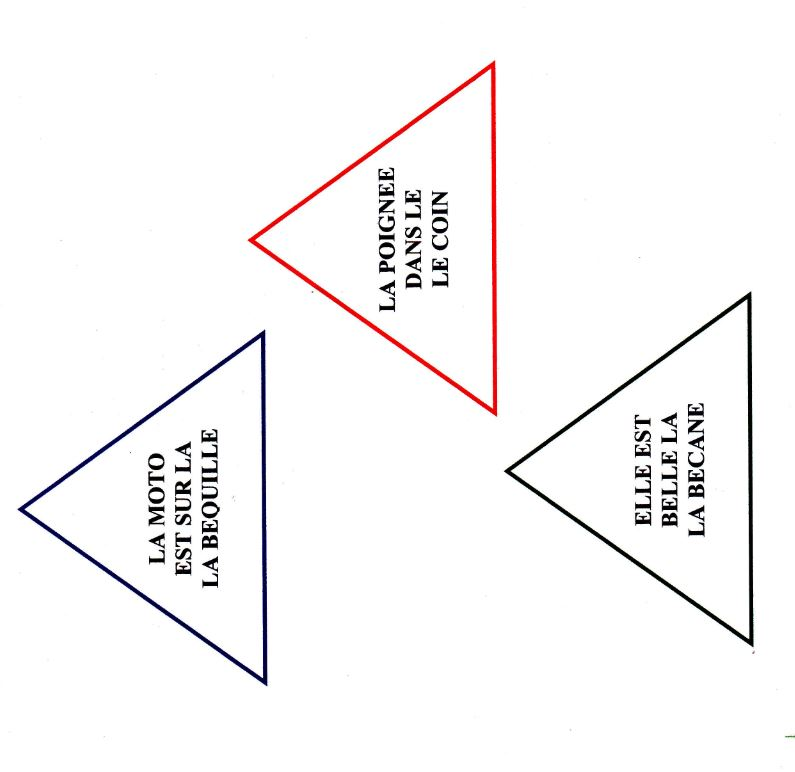 LA MOTO
EST SUR LA
LA BEQUILLE
LA POIGNEE
DANS LE
LE COIN
ELLE EST
BELLE LA
LA BECANE